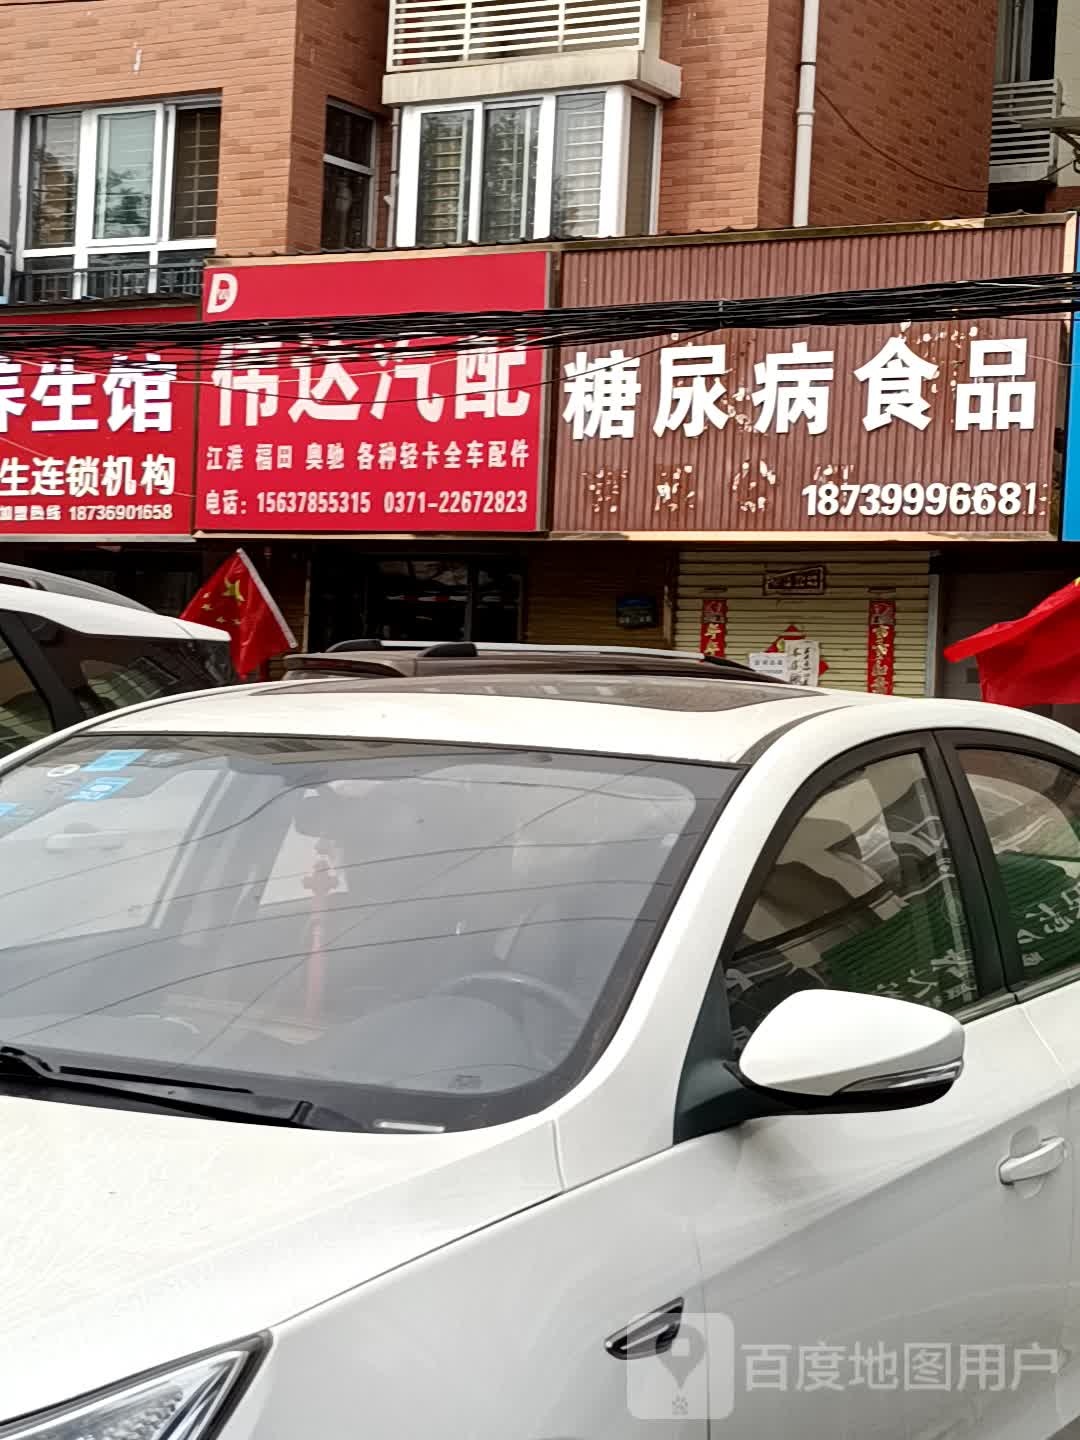 养生馆
生连锁机构
加盟热线 18736901658
D
伟达汽配
江淮 福田 奥驰 各种轻卡全车配件
电话：15637855315 0371-22672823
糖尿病食品
18739996681
百度地图用户